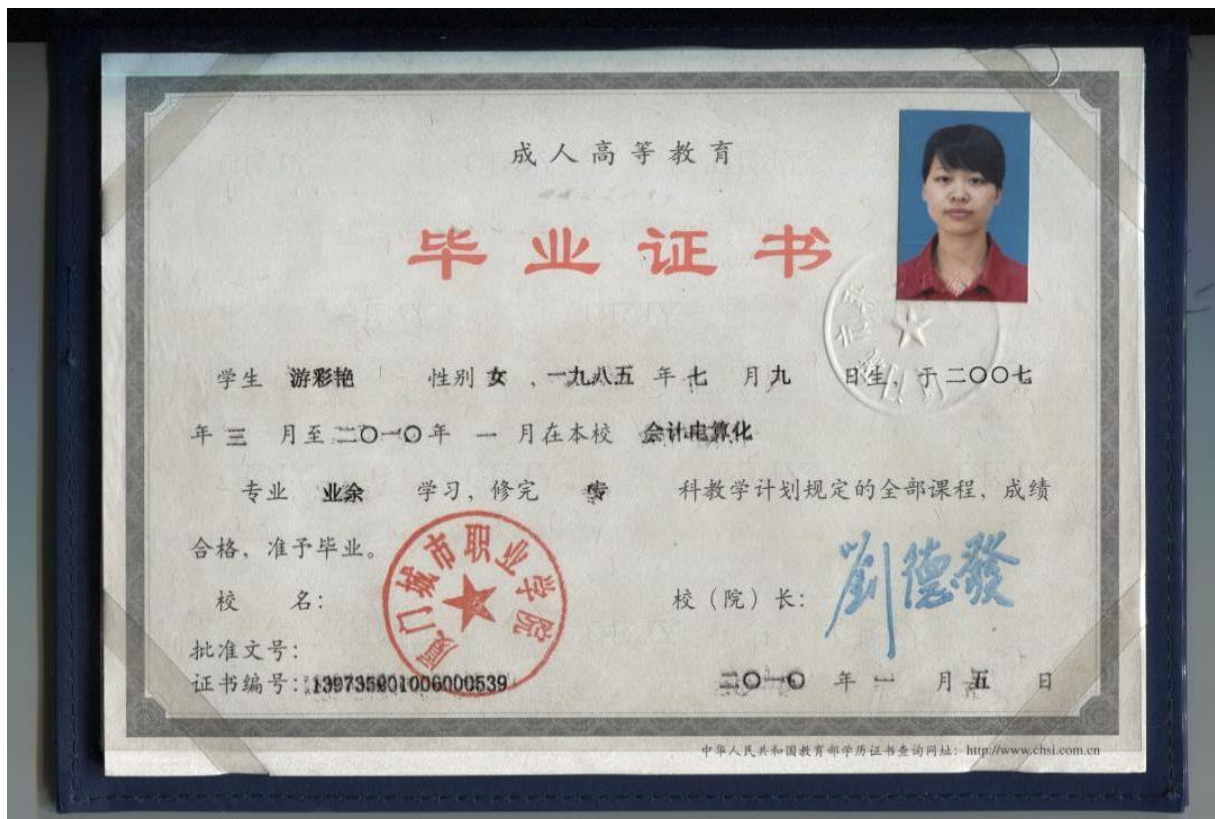 成人高等教育
毕业证书
学生 游彩艳 性别 女 ，一九八五 年 七 月 九 日生，于二〇〇七
年 三 月至 二〇一〇 年 一 月在本校 会计电算化
专业 业余 学习，修完 专 科教学计划规定的全部课程，成绩
合格，准予毕业。
厦门城市职业学院
校 名： 校（院）长：劉德發
批准文号：
证书编号：139735201006000539
二〇一〇 年 一 月 五 日
中华人民共和国教育部学历证书查询网址：http://www.chsi.com.cn